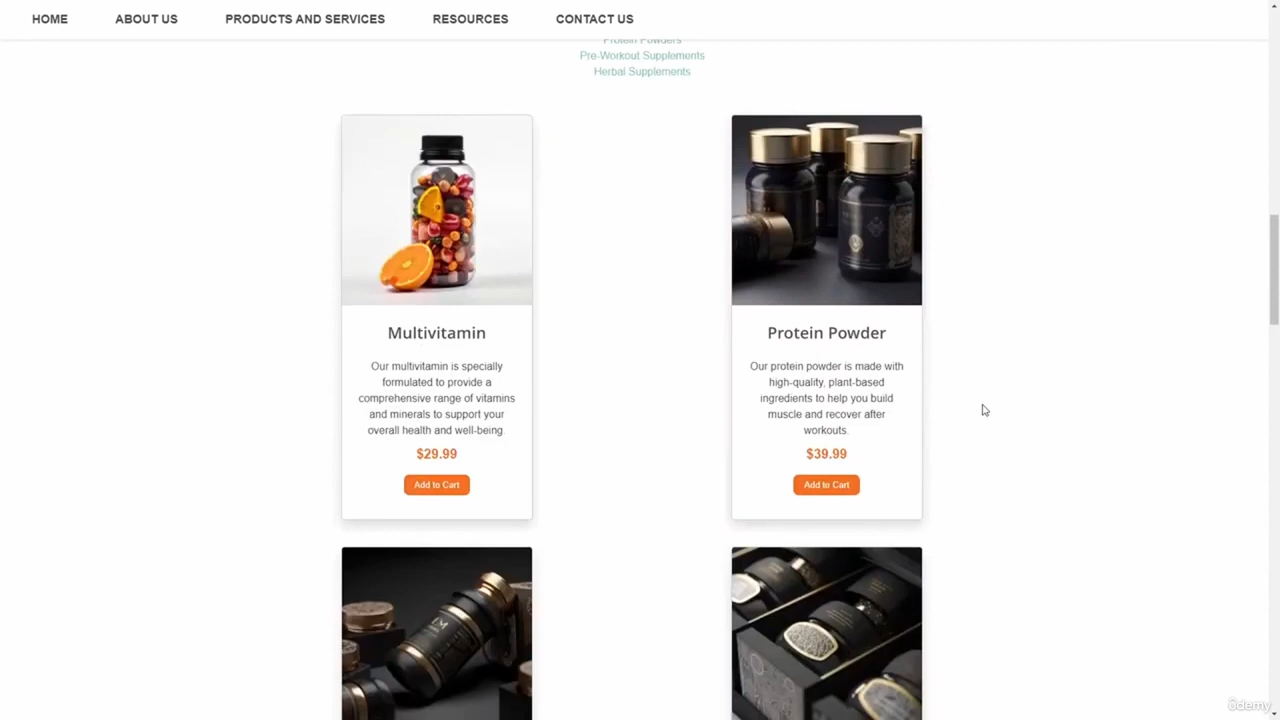 HOME
ABOUT US
PRODUCTS AND SERVICES
RESOURCES
CONTACT US
Protein Powders
Pre-Workout Supplements
Herbal Supplements
Multivitamin
Our multivitamin is specially
formulated to provide a
comprehensive range of vitamins
and minerals to support your
overall health and well-being.
$29.99
Add to Cart
Protein Powder
Our protein powder is made with
high-quality, plant-based
ingredients to help you build
muscle and recover after
workouts.
$39.99
Add to Cart
ûdemy